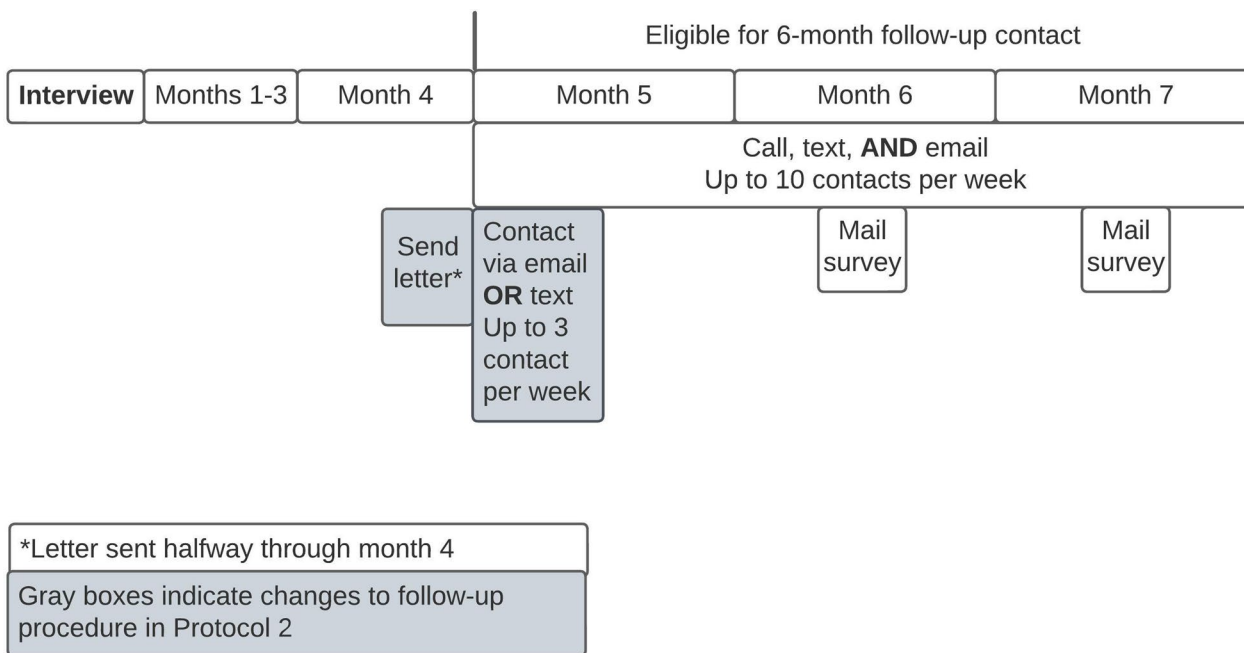 Eligible for 6-month follow-up contact
Interview
Months 1-3
Month 4
Month 5
Month 6
Month 7
Call, text, AND email
Up to 10 contacts per week
Send
letter*
Contact
via email
OR text
Up to 3
contact
per week
Mail
survey
Mail
survey
*Letter sent halfway through month 4
Gray boxes indicate changes to follow-up
procedure in Protocol 2